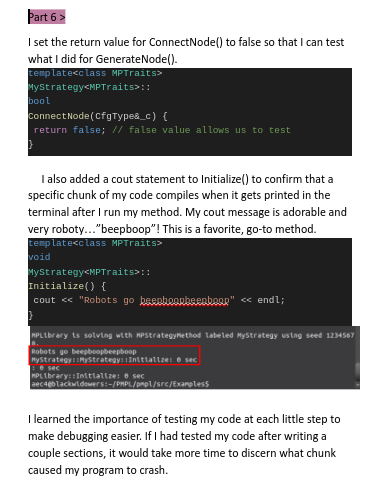 Part 6 >
I set the return value for ConnectNode() to false so that I can test
what I did for GenerateNode().
template<class MPTraits>
MyStrategy<MPTraits>::
bool
ConnectNode(CfgType&_c) {
return false; // false value allows us to test
}
I also added a cout statement to Initialize() to confirm that a
specific chunk of my code compiles when it gets printed in the
terminal after I run my method. My cout message is adorable and
very roboty…”beepboop”! This is a favorite, go-to method.
template<class MPTraits>
void
MyStrategy<MPTraits>::
Initialize() {
cout << "Robots go beepboopbeepboop" << endl;
}
MPLibrary is solving with MPStrategyMethod labeled MyStrategy using seed 1234567
8.
Robots go beepboopbeepboop
MyStrategy::MyStrategy::Initialize: 0 sec
: 0 sec
MPLibrary::Initialize: 0 sec
aec4@blackwidowers:~/PMPL/pmpl/src/Examples$
I learned the importance of testing my code at each little step to
make debugging easier. If I had tested my code after writing a
couple sections, it would take more time to discern what chunk
caused my program to crash.